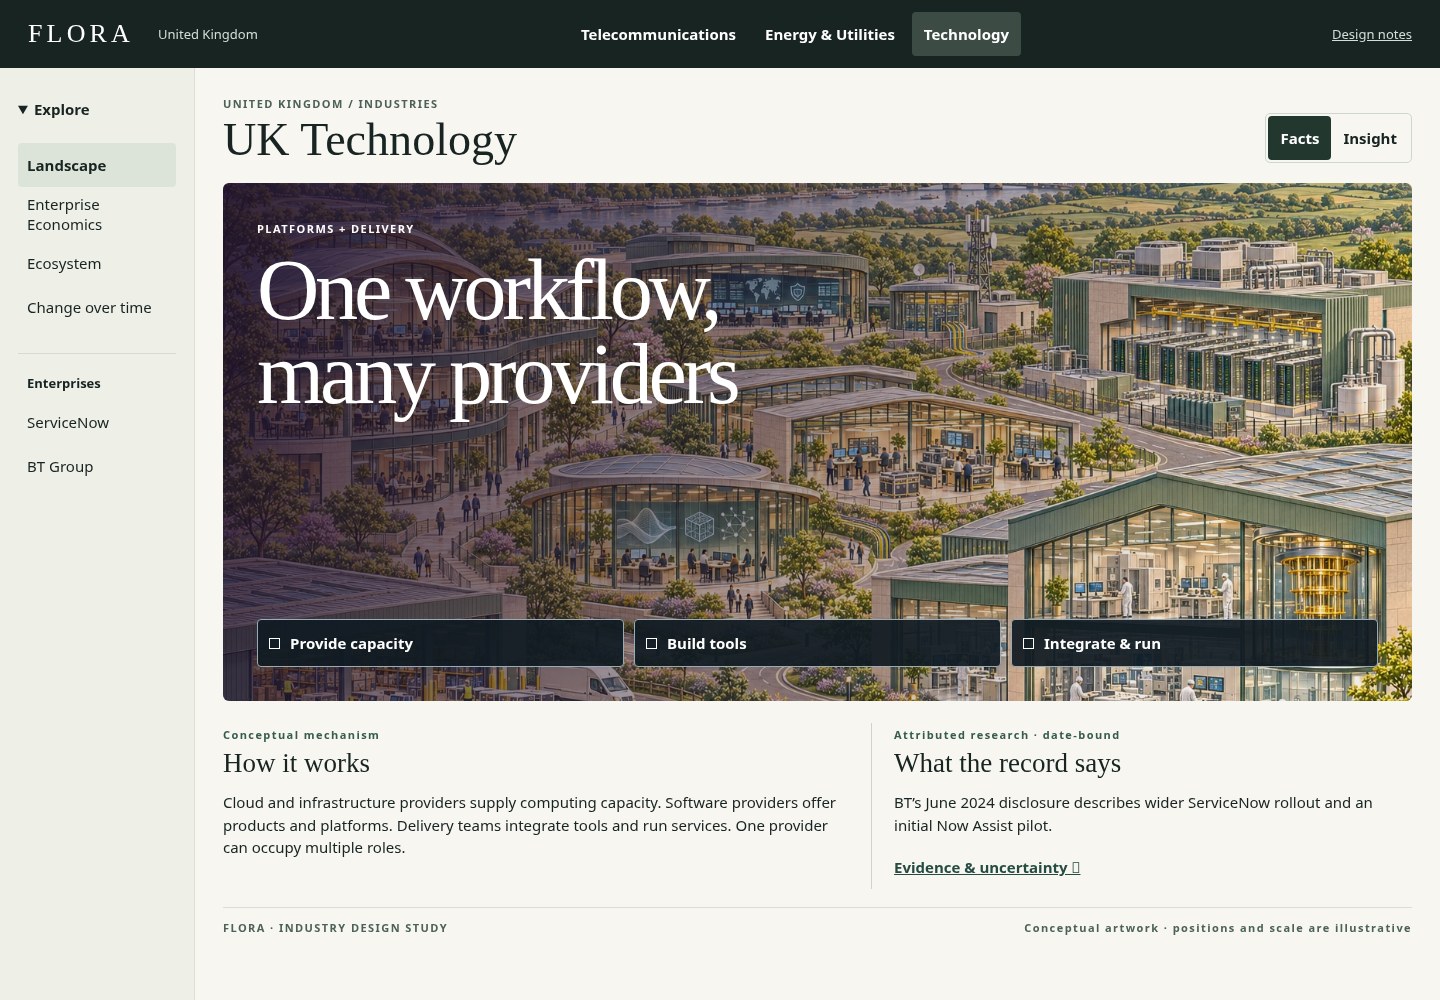 FLORA
United Kingdom
Telecommunications
Energy & Utilities
Technology
Design notes
▼ Explore
Landscape
Enterprise
Economics
Ecosystem
Change over time
Enterprises
ServiceNow
BT Group
UNITED KINGDOM / INDUSTRIES
UK Technology
Facts
Insight
PLATFORMS + DELIVERY
One workflow,
many providers
Provide capacity
Build tools
Integrate & run
Conceptual mechanism
How it works
Cloud and infrastructure providers supply computing capacity. Software providers offer
products and platforms. Delivery teams integrate tools and run services. One provider
can occupy multiple roles.
Attributed research · date-bound
What the record says
BT’s June 2024 disclosure describes wider ServiceNow rollout and an
initial Now Assist pilot.
Evidence & uncertainty
FLORA · INDUSTRY DESIGN STUDY
Conceptual artwork · positions and scale are illustrative